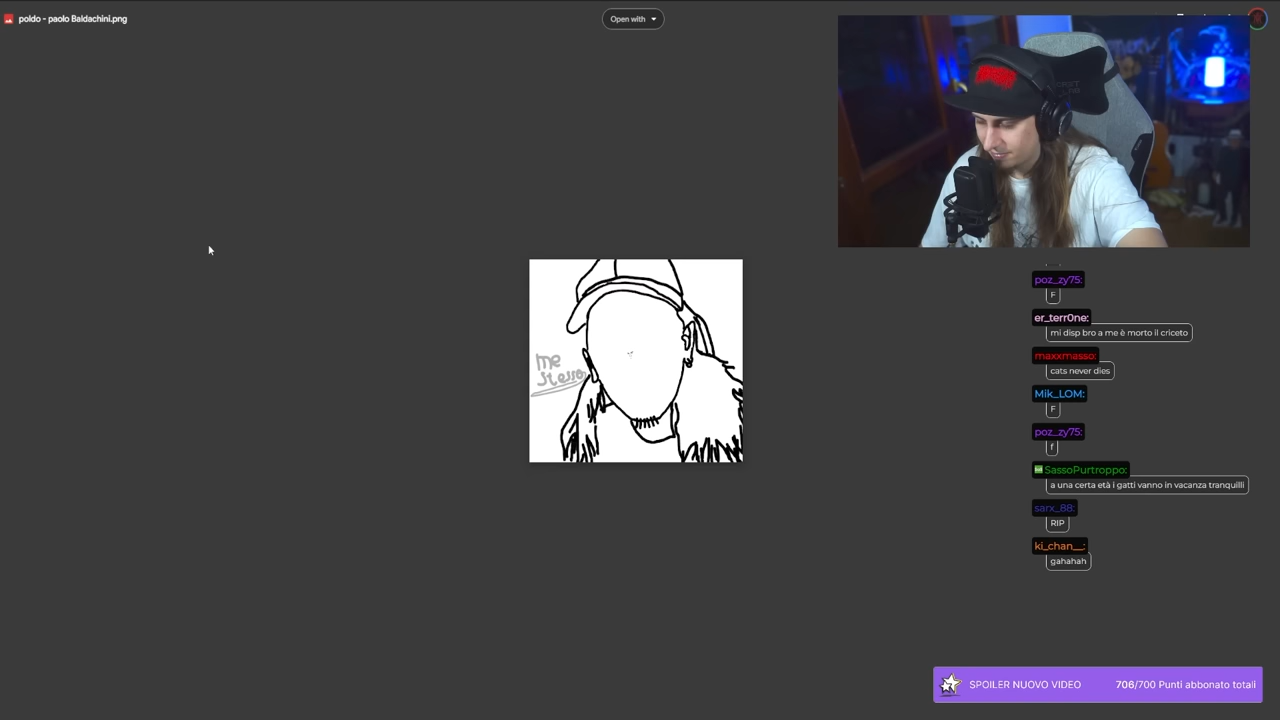 poldo - paolo Baldachini.png
Open with
poz_zy75:
F
er_terr0ne:
mi disp bro a me è morto il criceto
maxxmasso:
cats never dies
Mik_LOM:
F
poz_zy75:
f
SassoPurtroppo:
a una certa età i gatti vanno in vacanza tranquilli
sarx_88:
RIP
ki_chan__:
gahahah
me
stesso
SPOILER NUOVO VIDEO 706/700 Punti abbonato totali